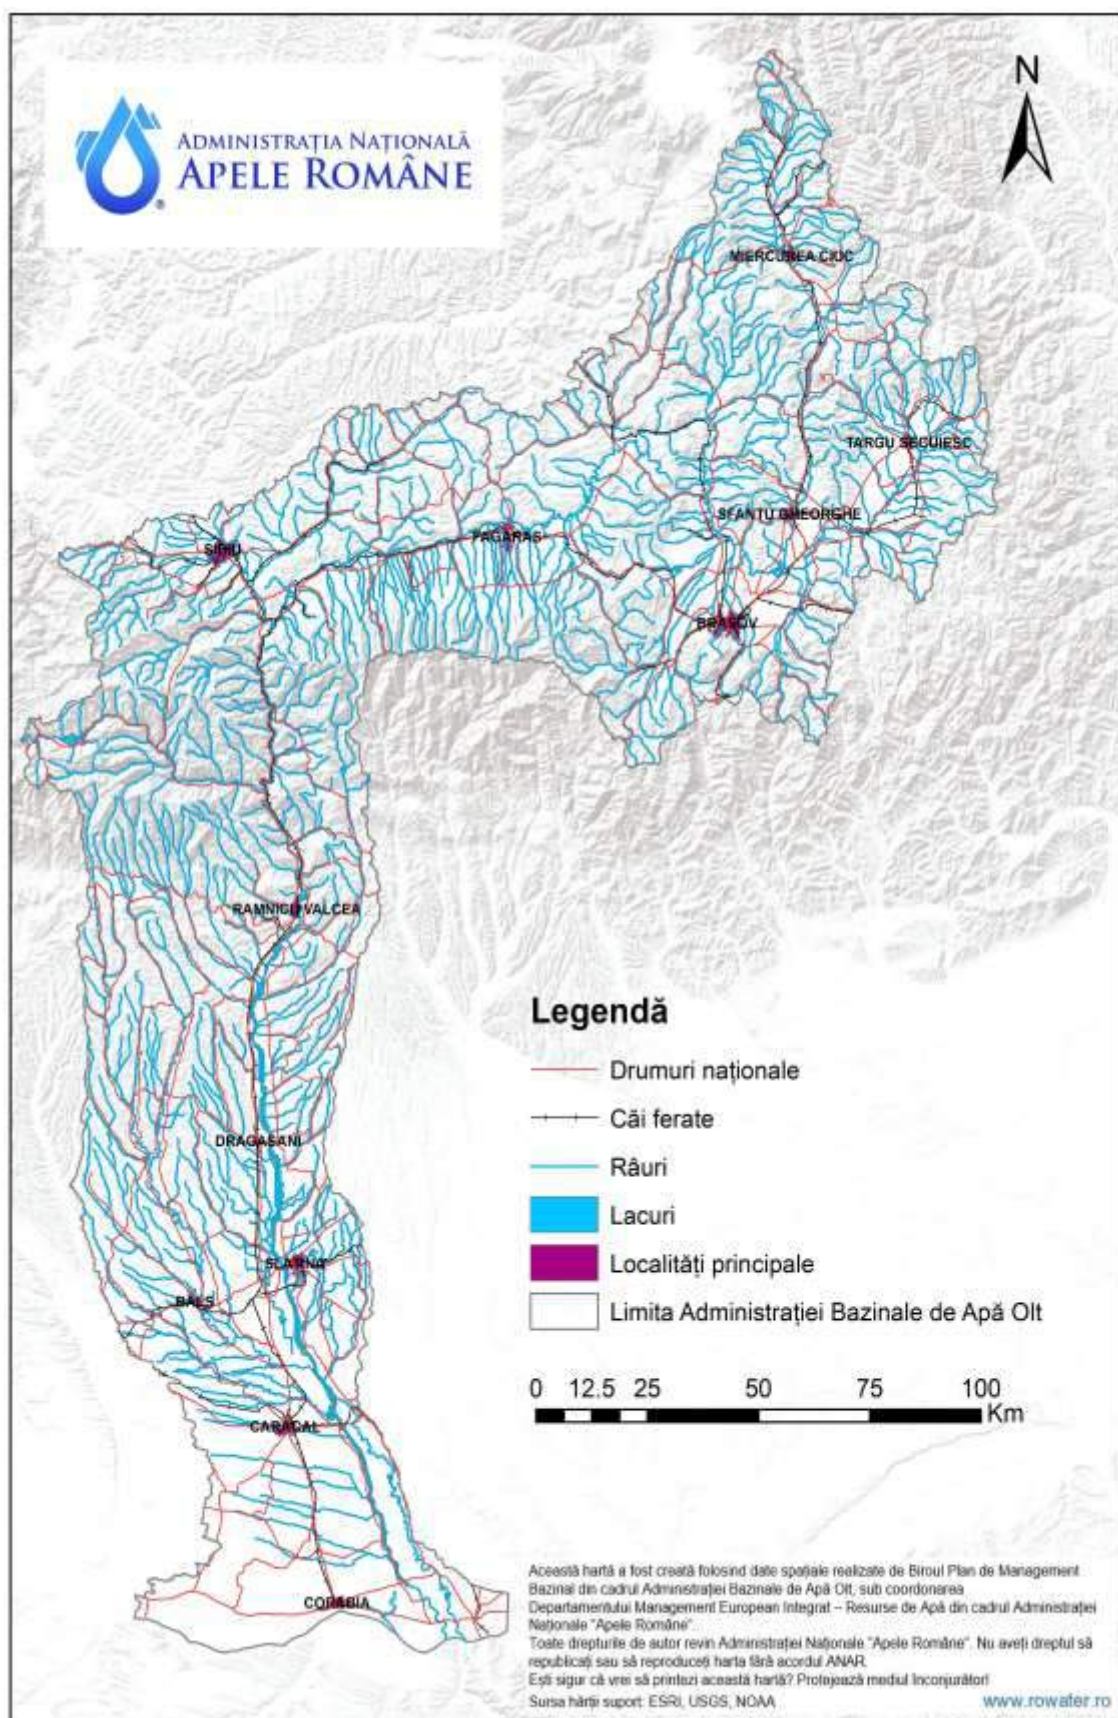 ADMINISTRAȚIA NAȚIONALĂ
APELE ROMÂNE
®
N
MIERCUREA CIUC
TARGU SECUIESC
SFANTU GHEORGHE
FAGARAS
SIBIU
BRASOV
RAMNICU VALCEA
DRAGASANI
SLATINA
BALS
CARACAL
CORABIA
Legendă
Drumuri naționale
Căi ferate
Râuri
Lacuri
Localități principale
Limita Administrației Bazinale de Apă Olt
0 12.5 25 50 75 100
Km
Această hartă a fost creată folosind date spațiale realizate de Biroul Plan de Management
Bazinal din cadrul Administrației Bazinale de Apă Olt, sub coordonarea
Departamentului Management European Integrat – Resurse de Apă din cadrul Administrației
Naționale "Apele Române".
Toate drepturile de autor revin Administrației Naționale "Apele Române". Nu aveți dreptul să
republicați sau să reproduceți harta fără acordul ANAR.
Ești sigur că vrei să printezi această hartă? Protejează mediul înconjurător!
Sursa hărții suport: ESRI, USGS, NOAA
www.rowater.ro